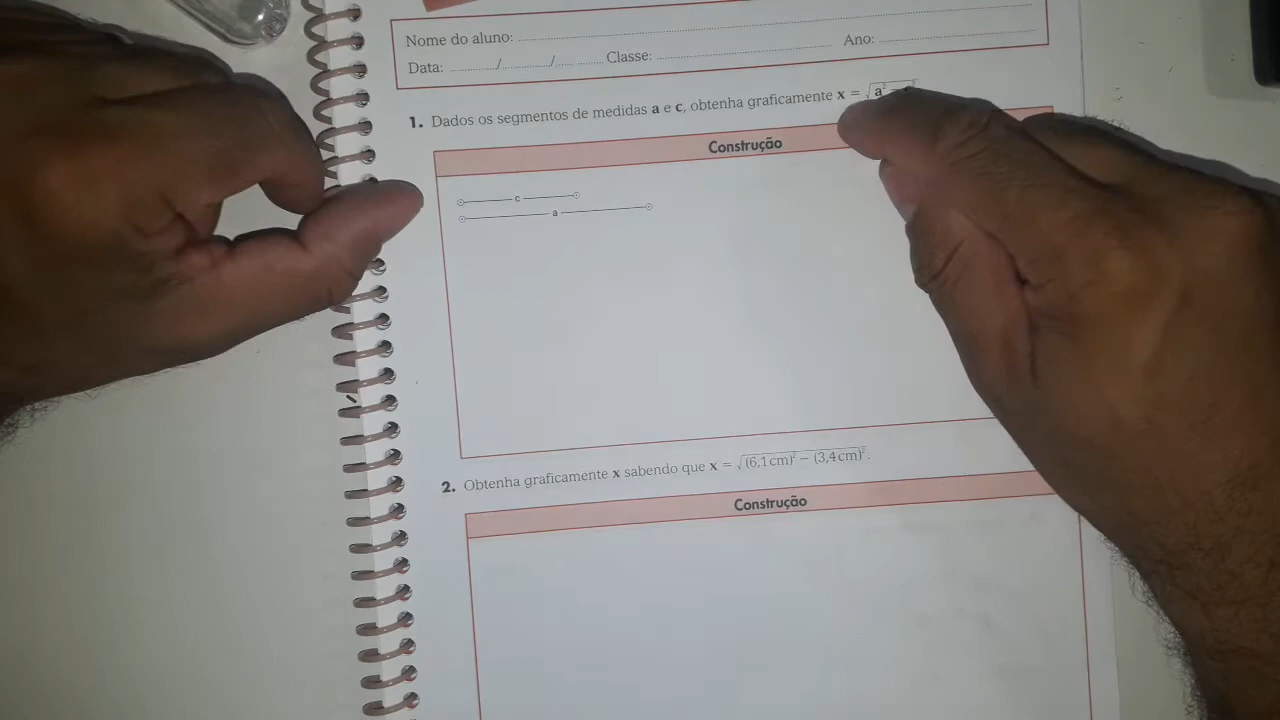 Nome do aluno:
Data: / / Classe: Ano:
1. Dados os segmentos de medidas a e c, obtenha graficamente x = √a²
Construção
c
a
2. Obtenha graficamente x sabendo que x = √(6,1 cm)² – (3,4 cm)².
Construção